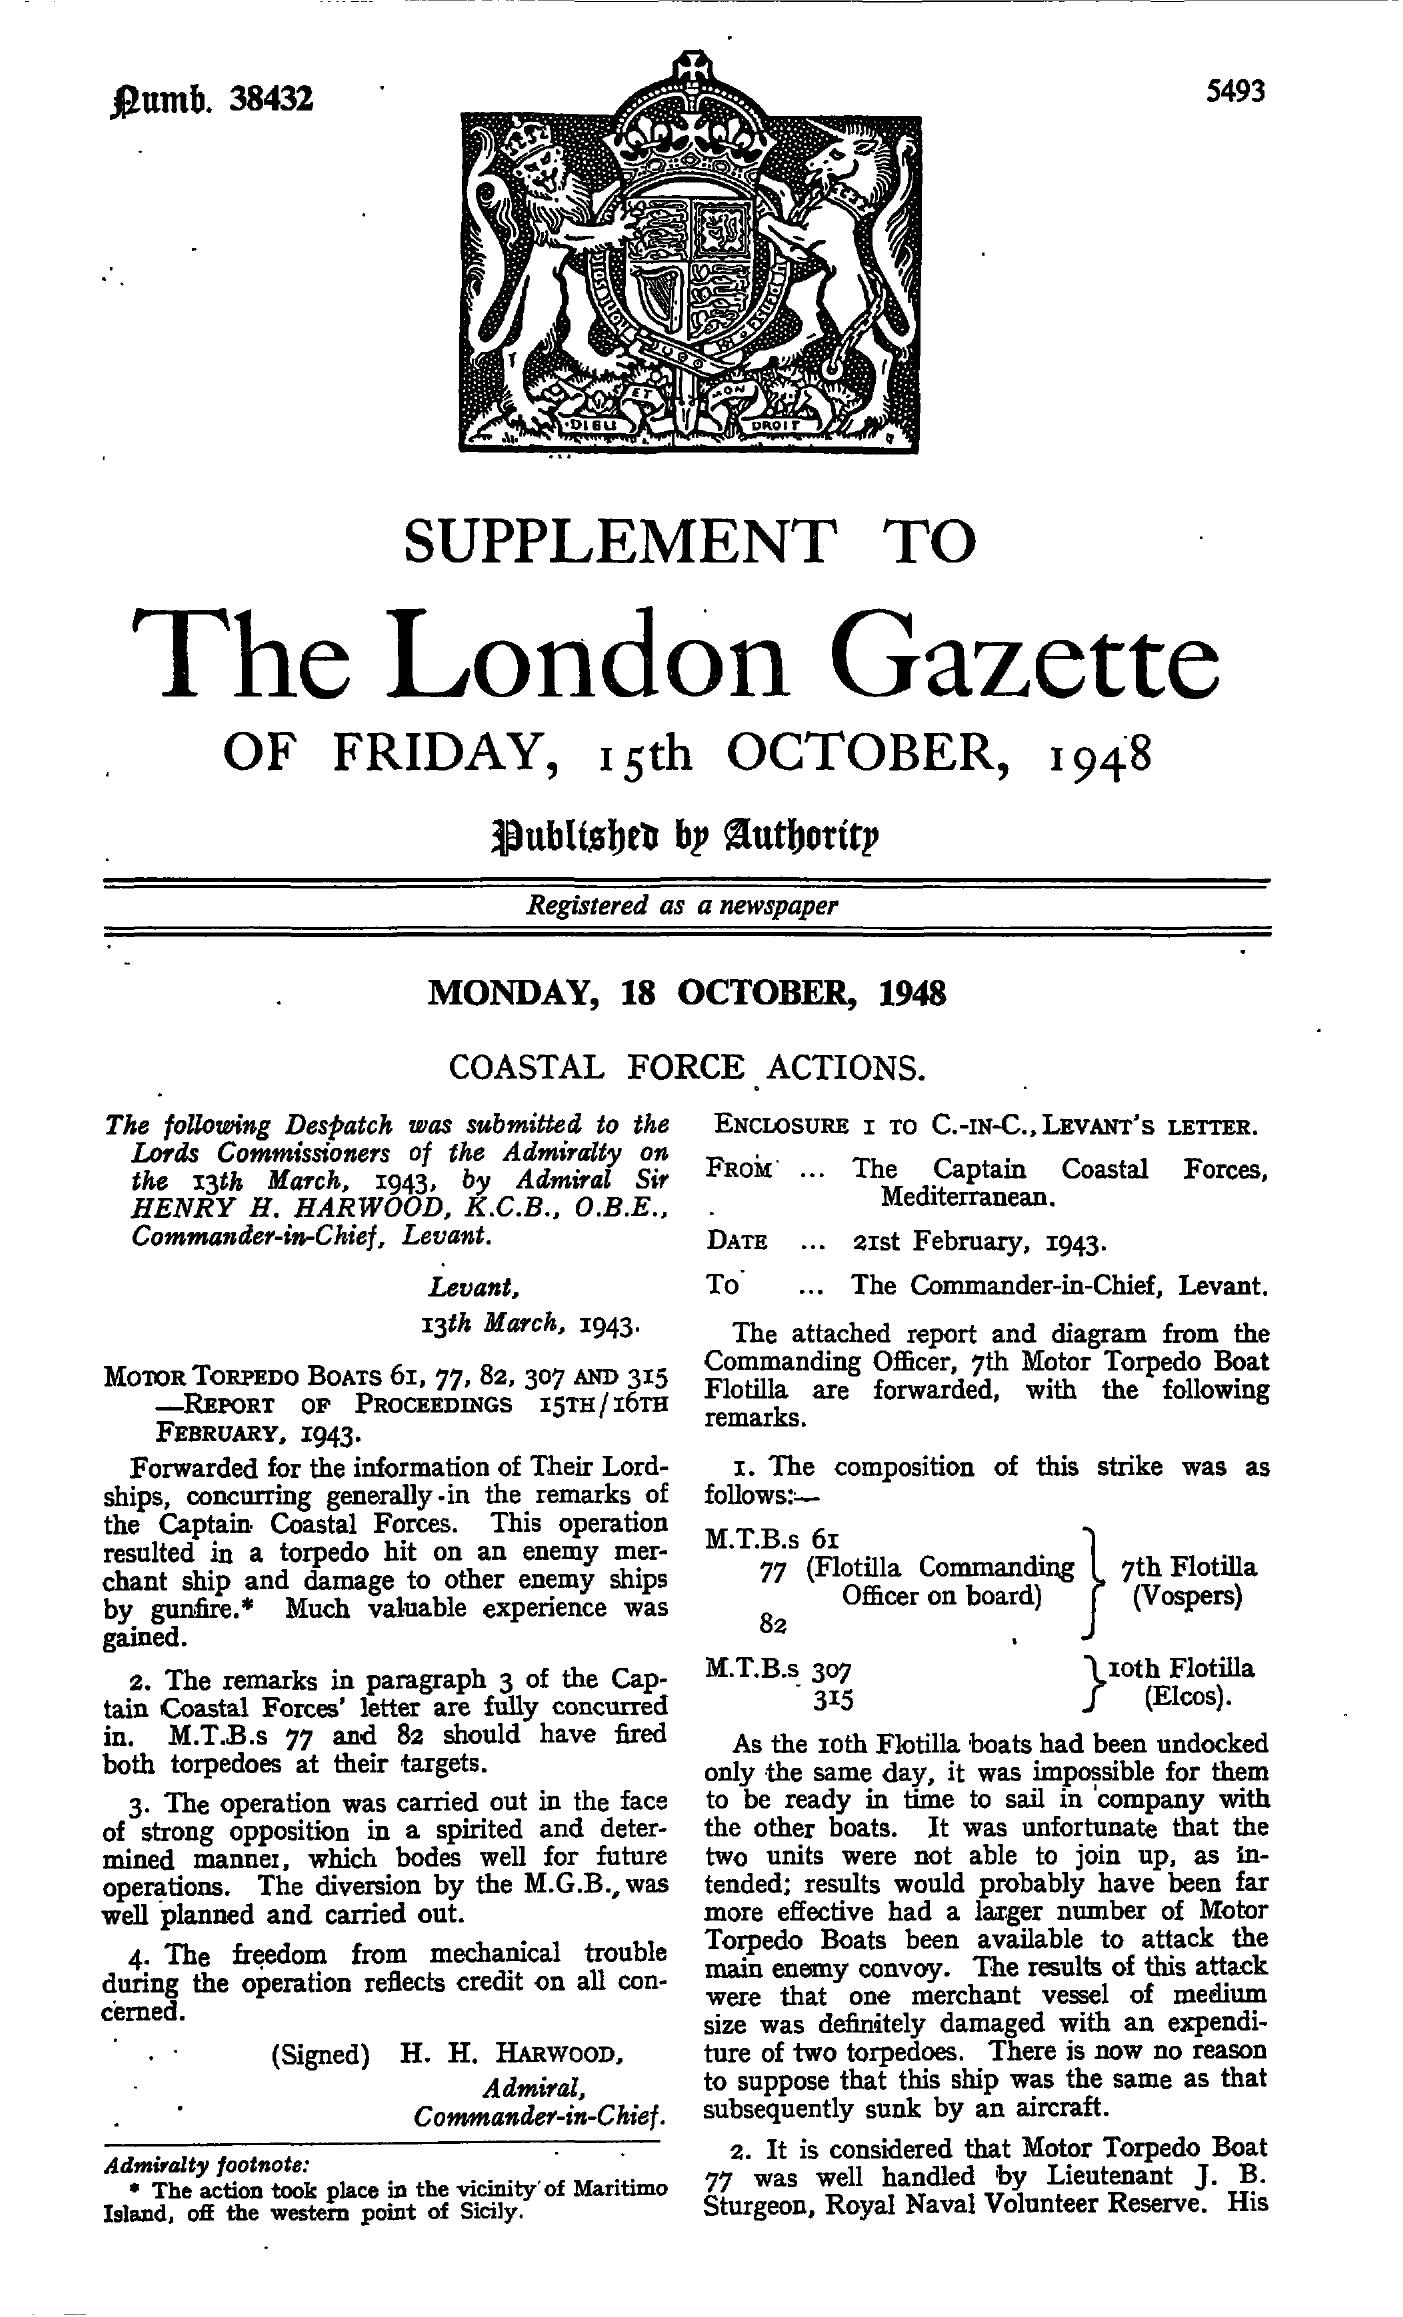 Numb. 38432
5493
DIEU ET MON DROIT
SUPPLEMENT TO
The London Gazette
OF FRIDAY, 15th OCTOBER, 1948
Published by Authority
Registered as a newspaper
MONDAY, 18 OCTOBER, 1948
COASTAL FORCE ACTIONS.
The following Despatch was submitted to the
Lords Commissioners of the Admiralty on
the 13th March, 1943, by Admiral Sir
HENRY H. HARWOOD, K.C.B., O.B.E.,
Commander-in-Chief, Levant.
Levant,
13th March, 1943.
MOTOR TORPEDO BOATS 61, 77, 82, 307 AND 315
—REPORT OF PROCEEDINGS 15TH/16TH
FEBRUARY, 1943.
Forwarded for the information of Their Lord-
ships, concurring generally in the remarks of
the Captain Coastal Forces. This operation
resulted in a torpedo hit on an enemy mer-
chant ship and damage to other enemy ships
by gunfire.* Much valuable experience was
gained.
2. The remarks in paragraph 3 of the Cap-
tain Coastal Forces' letter are fully concurred
in. M.T.B.s 77 and 82 should have fired
both torpedoes at their targets.
3. The operation was carried out in the face
of strong opposition in a spirited and deter-
mined manner, which bodes well for future
operations. The diversion by the M.G.B., was
well planned and carried out.
4. The freedom from mechanical trouble
during the operation reflects credit on all con-
cerned.
(Signed) H. H. HARWOOD,
Admiral,
Commander-in-Chief.
Admiralty footnote:
* The action took place in the vicinity of Maritimo
Island, off the western point of Sicily.
ENCLOSURE 1 TO C.-IN-C., LEVANT'S LETTER.
FROM ... The Captain Coastal Forces,
Mediterranean.
DATE ... 21st February, 1943.
To ... The Commander-in-Chief, Levant.
The attached report and diagram from the
Commanding Officer, 7th Motor Torpedo Boat
Flotilla are forwarded, with the following
remarks.
1. The composition of this strike was as
follows:—
M.T.B.s 61
77 (Flotilla Commanding } 7th Flotilla
Officer on board) (Vospers)
82
M.T.B.s 307 } 10th Flotilla
315 (Elcos).
As the 10th Flotilla boats had been undocked
only the same day, it was impossible for them
to be ready in time to sail in company with
the other boats. It was unfortunate that the
two units were not able to join up, as in-
tended; results would probably have been far
more effective had a larger number of Motor
Torpedo Boats been available to attack the
main enemy convoy. The results of this attack
were that one merchant vessel of medium
size was definitely damaged with an expendi-
ture of two torpedoes. There is now no reason
to suppose that this ship was the same as that
subsequently sunk by an aircraft.
2. It is considered that Motor Torpedo Boat
77 was well handled by Lieutenant J. B.
Sturgeon, Royal Naval Volunteer Reserve. His